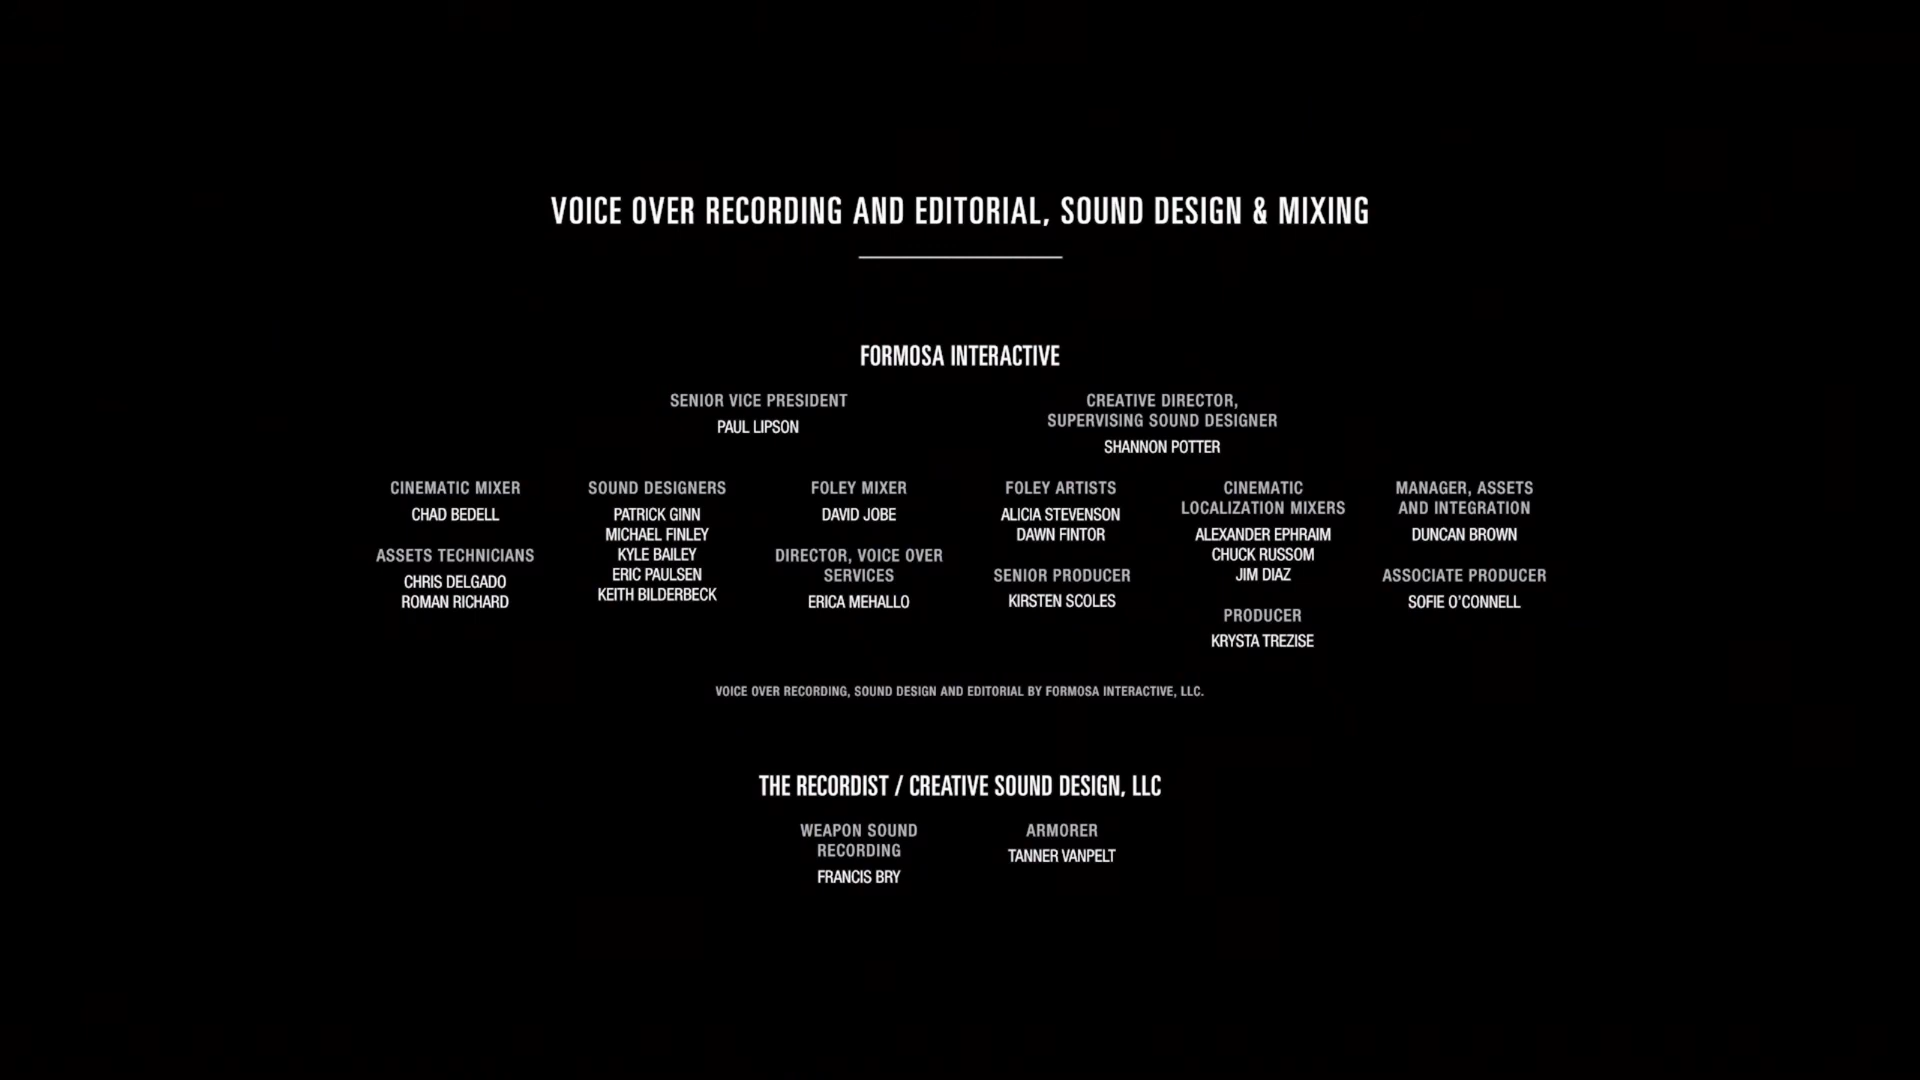 VOICE OVER RECORDING AND EDITORIAL, SOUND DESIGN & MIXING
FORMOSA INTERACTIVE
SENIOR VICE PRESIDENT
PAUL LIPSON
CREATIVE DIRECTOR,
SUPERVISING SOUND DESIGNER
SHANNON POTTER
CINEMATIC MIXER
CHAD BEDELL
ASSETS TECHNICIANS
CHRIS DELGADO
ROMAN RICHARD
SOUND DESIGNERS
PATRICK GINN
MICHAEL FINLEY
KYLE BAILEY
ERIC PAULSEN
KEITH BILDERBECK
FOLEY MIXER
DAVID JOBE
DIRECTOR, VOICE OVER
SERVICES
ERICA MEHALLO
FOLEY ARTISTS
ALICIA STEVENSON
DAWN FINTOR
SENIOR PRODUCER
KIRSTEN SCOLES
CINEMATIC
LOCALIZATION MIXERS
ALEXANDER EPHRAIM
CHUCK RUSSOM
JIM DIAZ
PRODUCER
KRYSTA TREZISE
MANAGER, ASSETS
AND INTEGRATION
DUNCAN BROWN
ASSOCIATE PRODUCER
SOFIE O'CONNELL
VOICE OVER RECORDING, SOUND DESIGN AND EDITORIAL BY FORMOSA INTERACTIVE, LLC.
THE RECORDIST / CREATIVE SOUND DESIGN, LLC
WEAPON SOUND
RECORDING
FRANCIS BRY
ARMORER
TANNER VANPELT